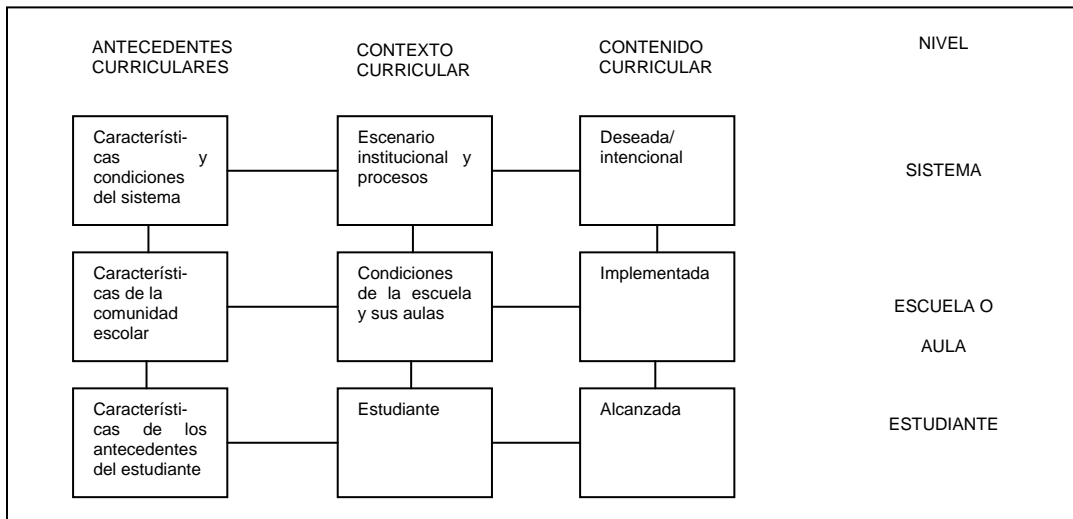 ANTECEDENTES
CURRICULARES
CONTEXTO
CURRICULAR
CONTENIDO
CURRICULAR
NIVEL
Característi-
cas y
condiciones
del sistema
Escenario
institucional y
procesos
Deseada/
intencional
SISTEMA
Característi-
cas de la
comunidad
escolar
Condiciones
de la escuela
y sus aulas
Implementada
ESCUELA O
AULA
Característi-
cas de los
antecedentes
del estudiante
Estudiante
Alcanzada
ESTUDIANTE